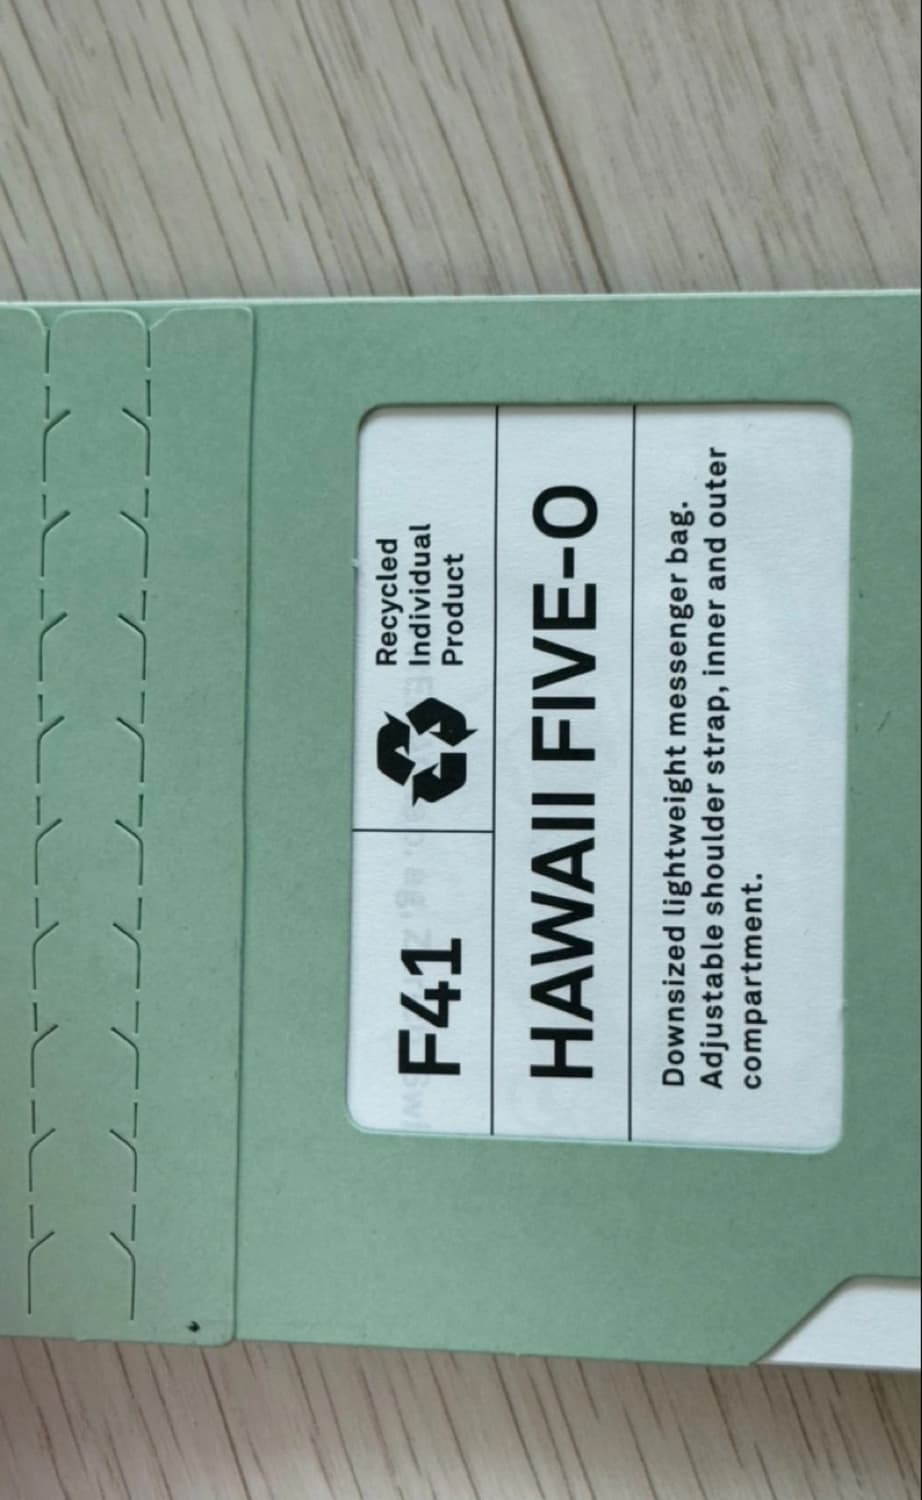 F41
Recycled
Individual
Product
HAWAII FIVE-O
Downsized lightweight messenger bag.
Adjustable shoulder strap, inner and outer
compartment.